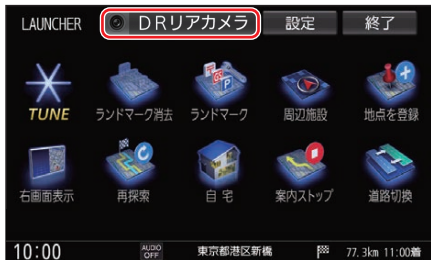 LAUNCHER DRリアカメラ 設定 終了
TUNE ランドマーク消去 ランドマーク 周辺施設 地点を登録
右画面表示 再探索 自宅 案内ストップ 道路切換
10:00 AUDIO OFF 東京都港区新橋 77.3km 11:00着